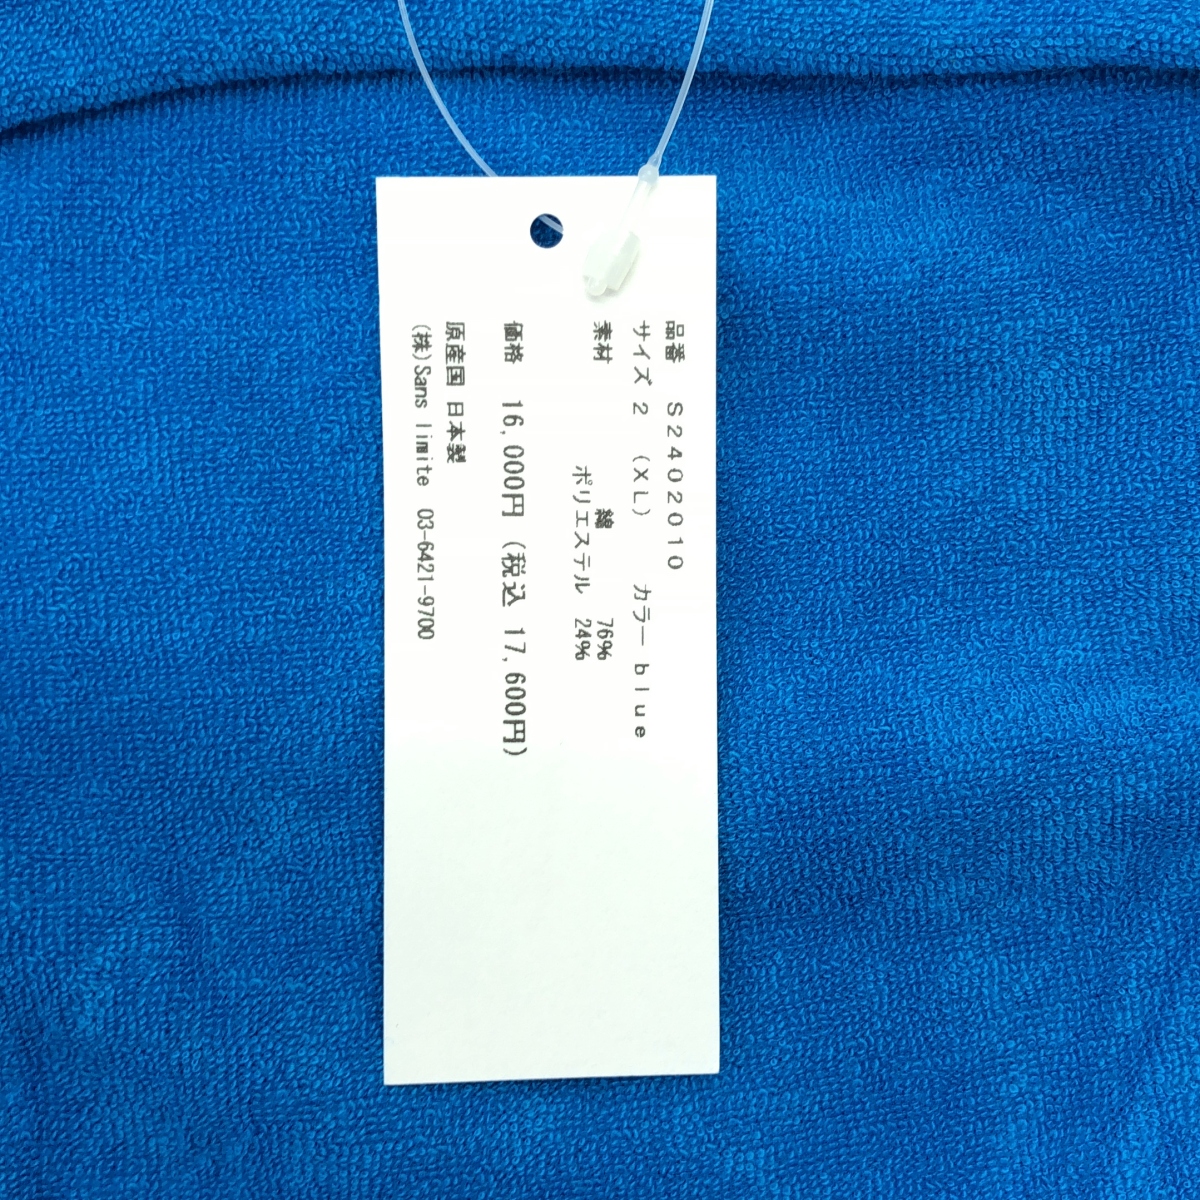 品番　S2402010
サイズ 2　(XL)　カラー blue
素材　綿　76%
ポリエステル　24%
価格　16,000円 (税込 17,600円)
原産国 日本製
(株)Sans limite　03-6421-9700